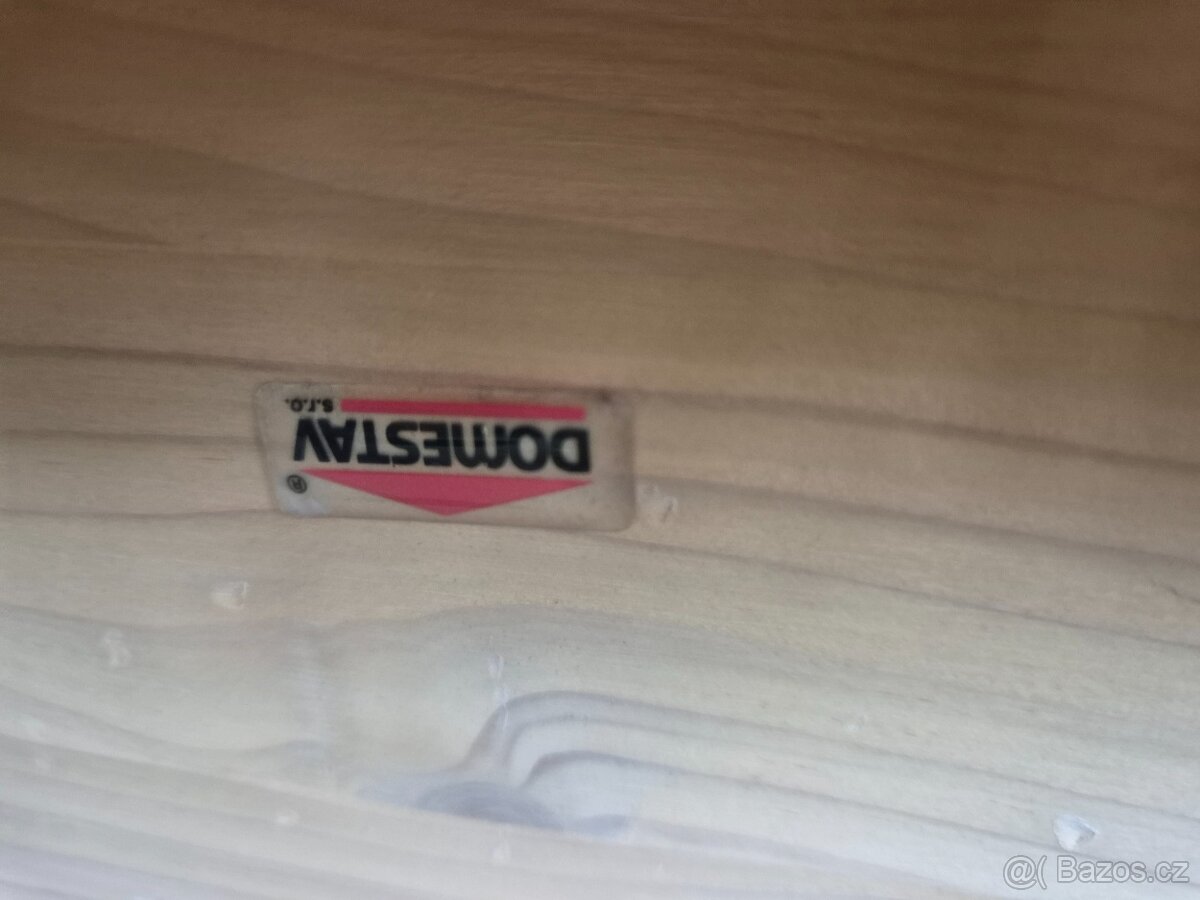 ®
DOMESTAV
s.r.o.
@( Bazos.cz